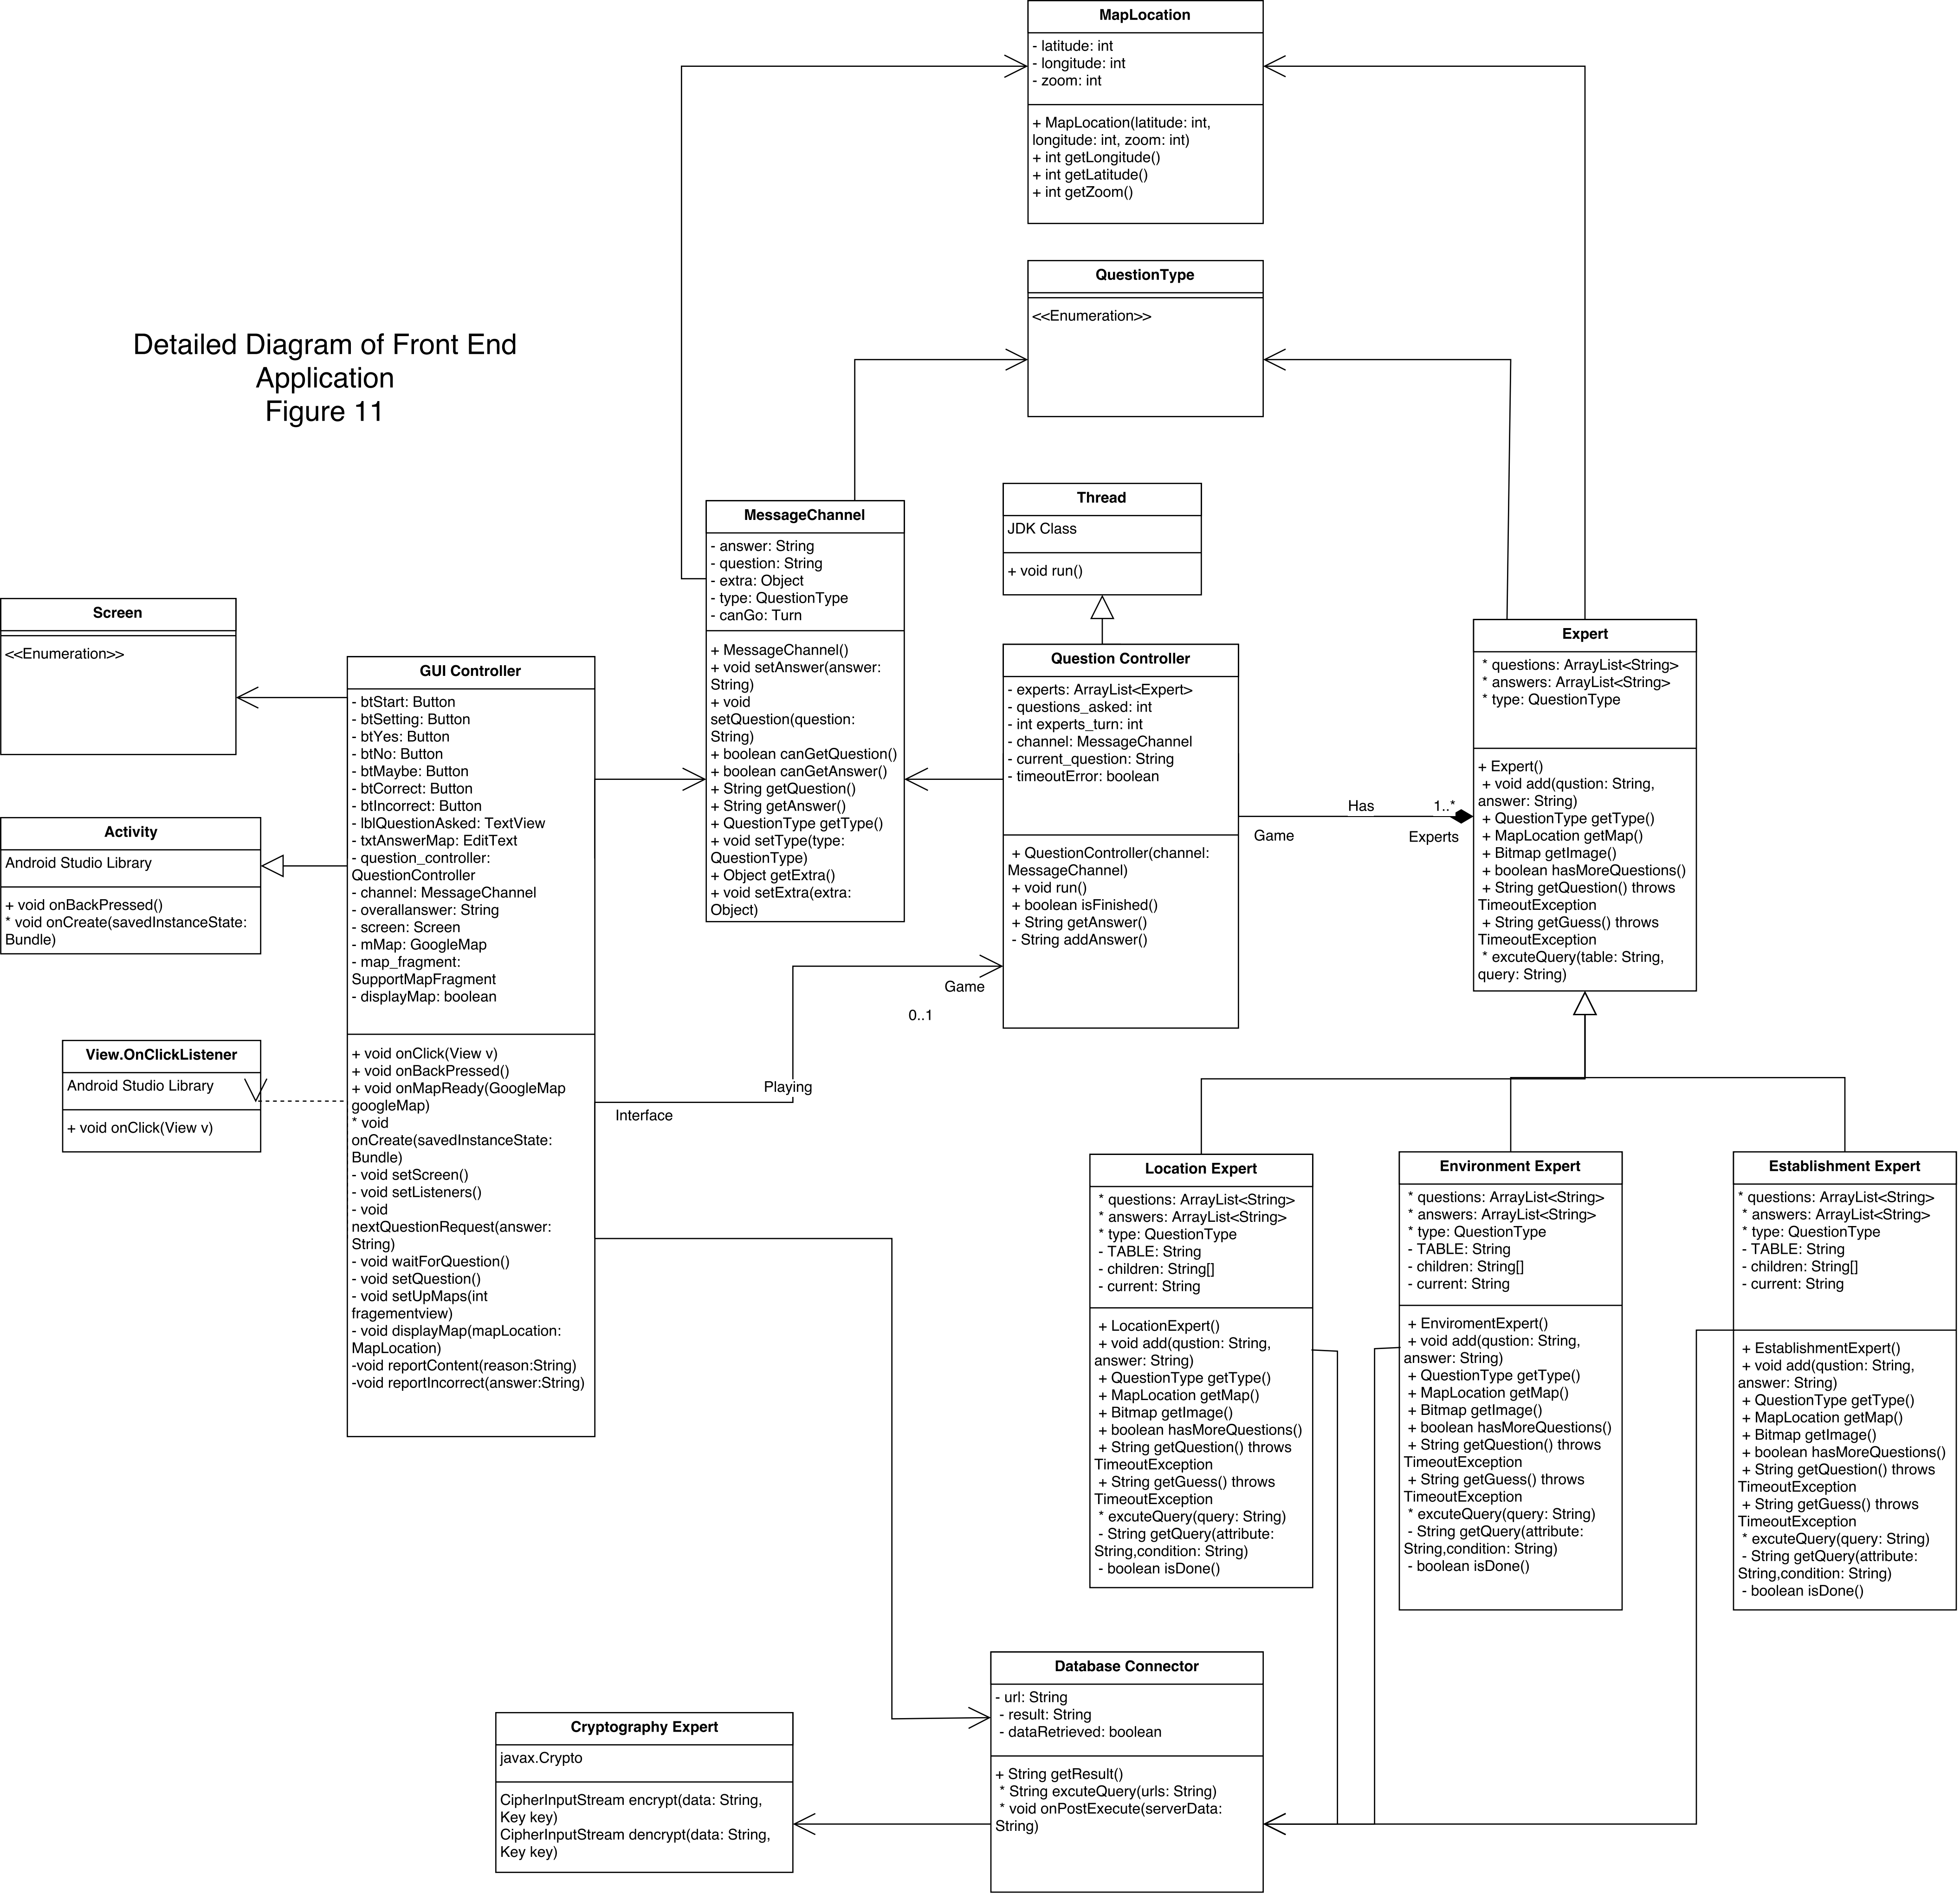 MapLocation
- latitude: int
- longitude: int
- zoom: int
+ MapLocation(latitude: int,
longitude: int, zoom: int)
+ int getLongitude()
+ int getLatitude()
+ int getZoom()
QuestionType
<<Enumeration>>
Detailed Diagram of Front End
Application
Figure 11
Thread
JDK Class
+ void run()
MessageChannel
- answer: String
- question: String
- extra: Object
- type: QuestionType
- canGo: Turn
+ MessageChannel()
+ void setAnswer(answer:
String)
+ void
setQuestion(question:
String)
+ boolean canGetQuestion()
+ boolean canGetAnswer()
+ String getQuestion()
+ String getAnswer()
+ QuestionType getType()
+ void setType(type:
QuestionType)
+ Object getExtra()
+ void setExtra(extra:
Object)
Screen
<<Enumeration>>
Activity
Android Studio Library
+ void onBackPressed()
* void onCreate(savedInstanceState:
Bundle)
View.OnClickListener
Android Studio Library
+ void onClick(View v)
GUI Controller
- btStart: Button
- btSetting: Button
- btYes: Button
- btNo: Button
- btMaybe: Button
- btCorrect: Button
- btIncorrect: Button
- lblQuestionAsked: TextView
- txtAnswerMap: EditText
- question_controller:
QuestionController
- channel: MessageChannel
- overallanswer: String
- screen: Screen
- mMap: GoogleMap
- map_fragment:
SupportMapFragment
- displayMap: boolean
+ void onClick(View v)
+ void onBackPressed()
+ void onMapReady(GoogleMap
googleMap)
* void
onCreate(savedInstanceState:
Bundle)
- void setScreen()
- void setListeners()
- void
nextQuestionRequest(answer:
String)
- void waitForQuestion()
- void setQuestion()
- void setUpMaps(int
fragementview)
- void displayMap(mapLocation:
MapLocation)
-void reportContent(reason:String)
-void reportIncorrect(answer:String)
Question Controller
- experts: ArrayList<Expert>
- questions_asked: int
- int experts_turn: int
- channel: MessageChannel
- current_question: String
- timeoutError: boolean
+ QuestionController(channel:
MessageChannel)
+ void run()
+ boolean isFinished()
+ String getAnswer()
- String addAnswer()
Has
1..*
Game
Experts
Game
0..1
Playing
Interface
Expert
* questions: ArrayList<String>
* answers: ArrayList<String>
* type: QuestionType
+ Expert()
+ void add(qustion: String,
answer: String)
+ QuestionType getType()
+ MapLocation getMap()
+ Bitmap getImage()
+ boolean hasMoreQuestions()
+ String getQuestion() throws
TimeoutException
+ String getGuess() throws
TimeoutException
* excuteQuery(table: String,
query: String)
Location Expert
* questions: ArrayList<String>
* answers: ArrayList<String>
* type: QuestionType
- TABLE: String
- children: String[]
- current: String
+ LocationExpert()
+ void add(qustion: String,
answer: String)
+ QuestionType getType()
+ MapLocation getMap()
+ Bitmap getImage()
+ boolean hasMoreQuestions()
+ String getQuestion() throws
TimeoutException
+ String getGuess() throws
TimeoutException
* excuteQuery(query: String)
- String getQuery(attribute:
String,condition: String)
- boolean isDone()
Environment Expert
* questions: ArrayList<String>
* answers: ArrayList<String>
* type: QuestionType
- TABLE: String
- children: String[]
- current: String
+ EnviromentExpert()
+ void add(qustion: String,
answer: String)
+ QuestionType getType()
+ MapLocation getMap()
+ Bitmap getImage()
+ boolean hasMoreQuestions()
+ String getQuestion() throws
TimeoutException
+ String getGuess() throws
TimeoutException
* excuteQuery(query: String)
- String getQuery(attribute:
String,condition: String)
- boolean isDone()
Establishment Expert
* questions: ArrayList<String>
* answers: ArrayList<String>
* type: QuestionType
- TABLE: String
- children: String[]
- current: String
+ EstablishmentExpert()
+ void add(qustion: String,
answer: String)
+ QuestionType getType()
+ MapLocation getMap()
+ Bitmap getImage()
+ boolean hasMoreQuestions()
+ String getQuestion() throws
TimeoutException
+ String getGuess() throws
TimeoutException
* excuteQuery(query: String)
- String getQuery(attribute:
String,condition: String)
- boolean isDone()
Database Connector
- url: String
- result: String
- dataRetrieved: boolean
+ String getResult()
* String excuteQuery(urls: String)
* void onPostExecute(serverData:
String)
Cryptography Expert
javax.Crypto
CipherInputStream encrypt(data: String,
Key key)
CipherInputStream dencrypt(data: String,
Key key)